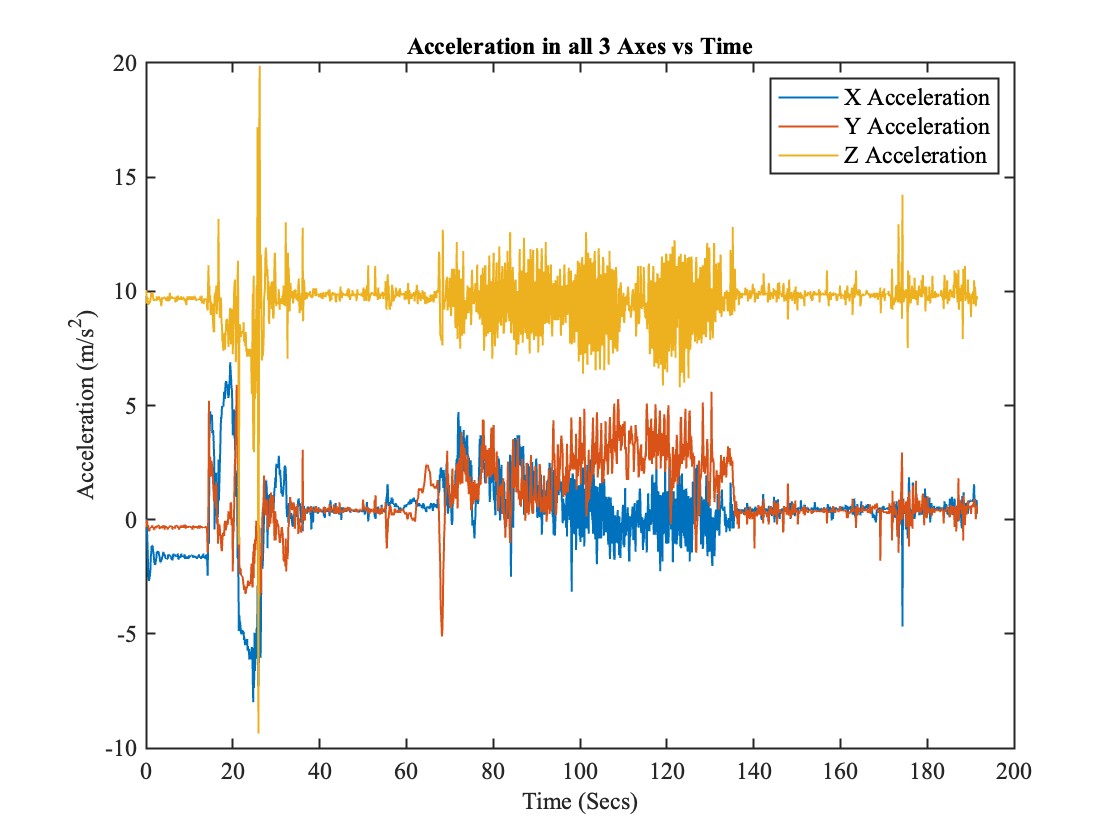 Acceleration in all 3 Axes vs Time
X Acceleration
Y Acceleration
Z Acceleration
20
15
10
5
0
-5
-10
Acceleration (m/s²)
0 20 40 60 80 100 120 140 160 180 200
Time (Secs)